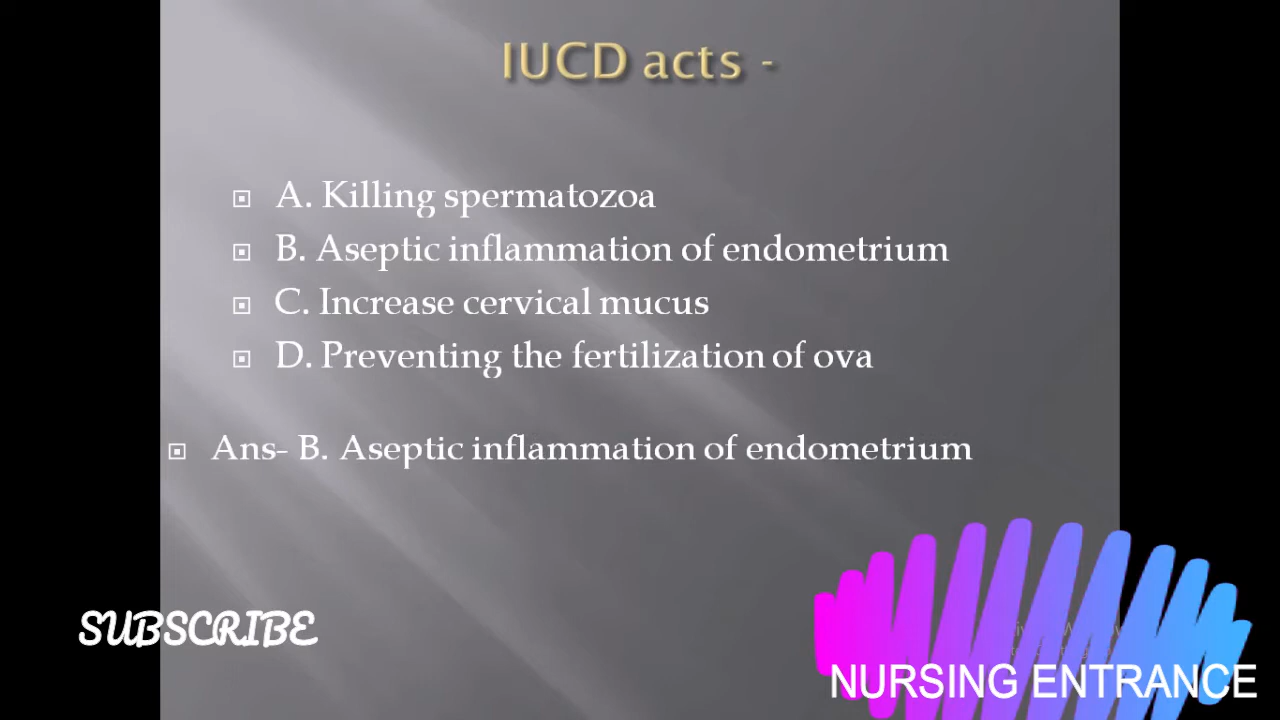 IUCD acts -
A. Killing spermatozoa
B. Aseptic inflammation of endometrium
C. Increase cervical mucus
D. Preventing the fertilization of ova
Ans- B. Aseptic inflammation of endometrium
SUBSCRIBE
NURSING ENTRANCE